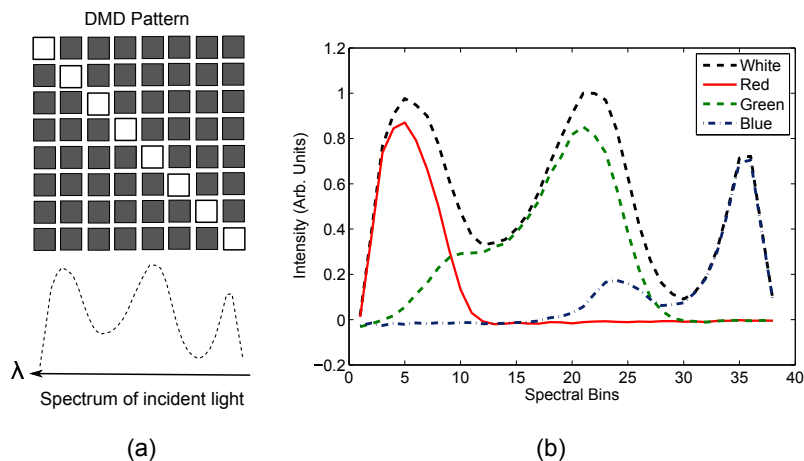 DMD Pattern
λ
Spectrum of incident light
(a)
Intensity (Arb. Units)
1.2
1
0.8
0.6
0.4
0.2
0
−0.2
0 5 10 15 20 25 30 35 40
Spectral Bins
White
Red
Green
Blue
(b)